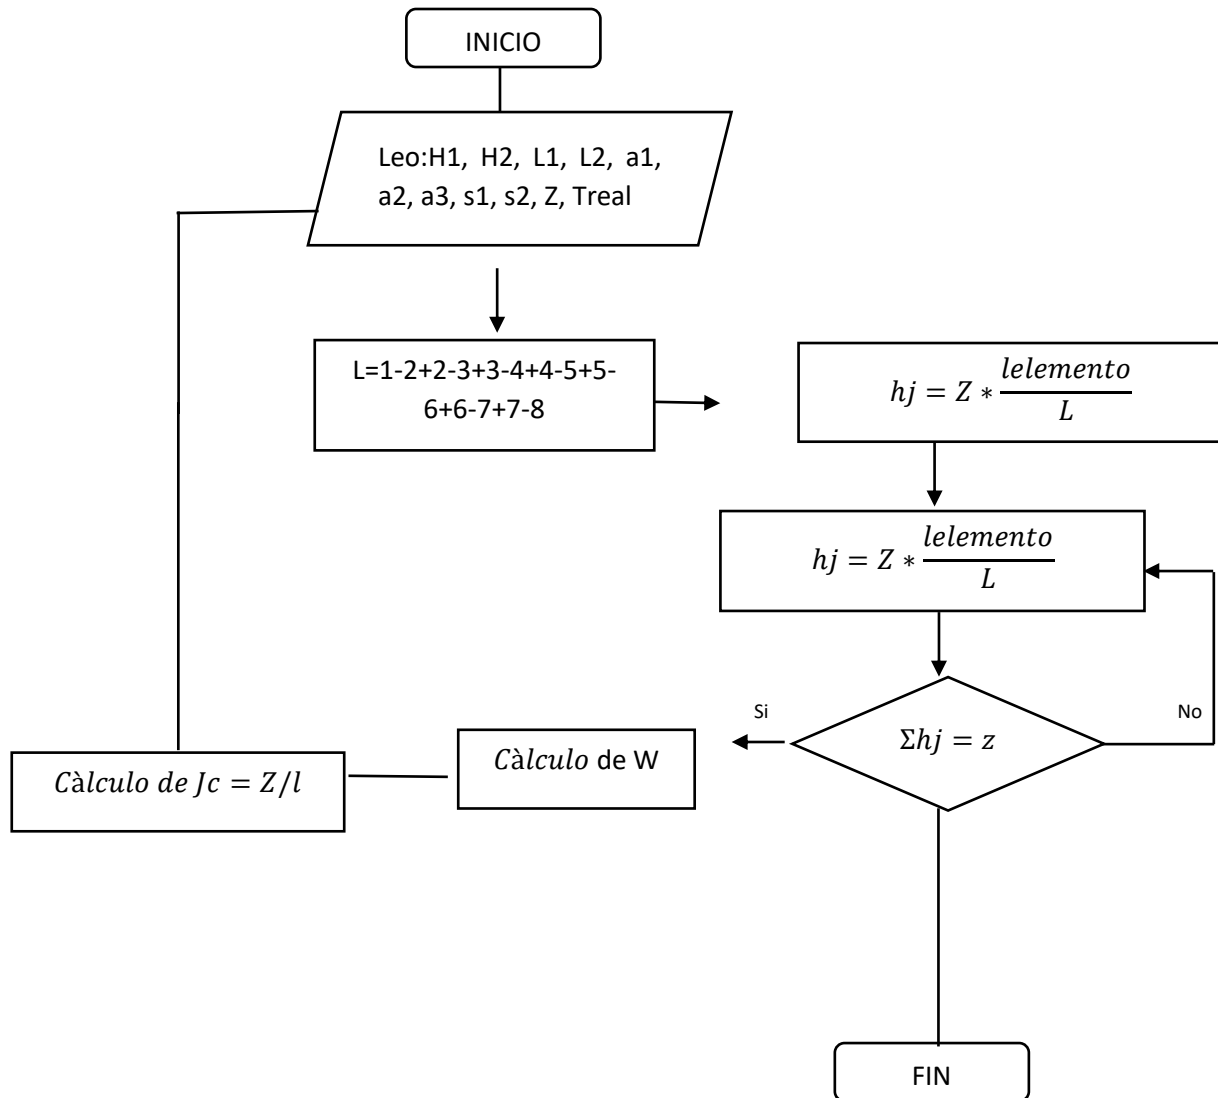 INICIO
Leo:H1, H2, L1, L2, a1,
a2, a3, s1, s2, Z, Treal
L=1-2+2-3+3-4+4-5+5-
6+6-7+7-8
hj = Z * lelemento / L
hj = Z * lelemento / L
Σhj = z
Si
No
Càlculo de W
Càlculo de Jc = Z/l
FIN